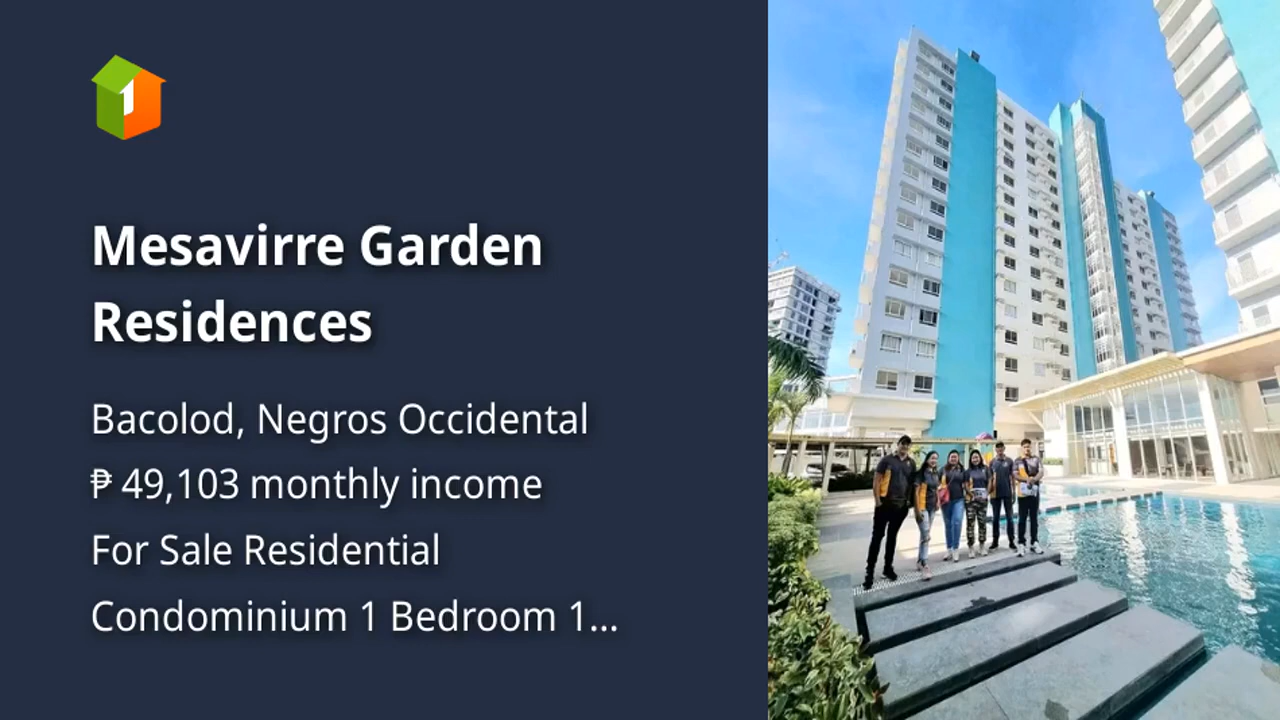 Mesavirre Garden
Residences
Bacolod, Negros Occidental
₱ 49,103 monthly income
For Sale Residential
Condominium 1 Bedroom 1...